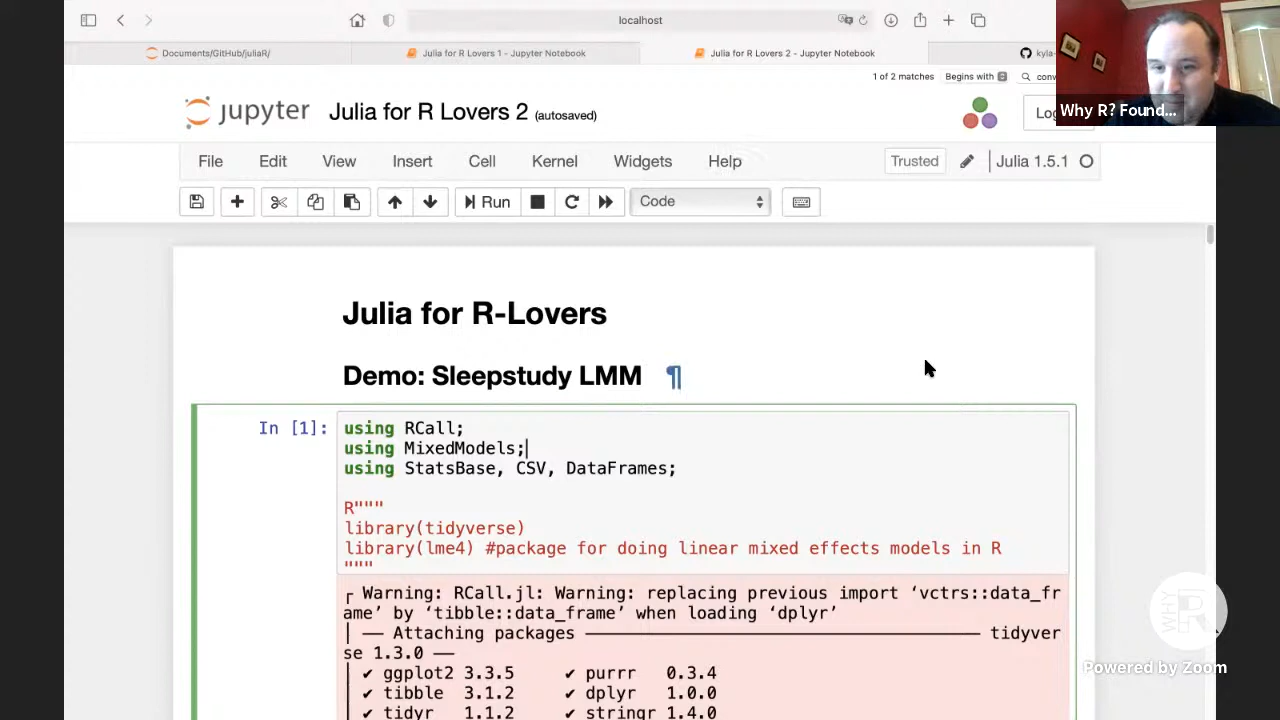 localhost
Documents/GitHub/juliaR/
Julia for R Lovers 1 - Jupyter Notebook
Julia for R Lovers 2 - Jupyter Notebook
kyla-
1 of 2 matches
Begins with
conv
Why R? Found...
jupyter
Julia for R Lovers 2 (autosaved)
File Edit View Insert Cell Kernel Widgets Help
Trusted
Julia 1.5.1
Run
Code
Julia for R-Lovers
Demo: Sleepstudy LMM ¶
In [1]:
using RCall;
using MixedModels;
using StatsBase, CSV, DataFrames;
R"""
library(tidyverse)
library(lme4) #package for doing linear mixed effects models in R
"""
┌ Warning: RCall.jl: Warning: replacing previous import ‘vctrs::data_fr
ame’ by ‘tibble::data_frame’ when loading ‘dplyr’
│ ── Attaching packages ─────────────────────────────── tidyver
se 1.3.0 ──
│ ✔ ggplot2 3.3.5 ✔ purrr 0.3.4
│ ✔ tibble 3.1.2 ✔ dplyr 1.0.0
│ ✔ tidyr 1.1.2 ✔ stringr 1.4.0
WHY R
Powered by Zoom